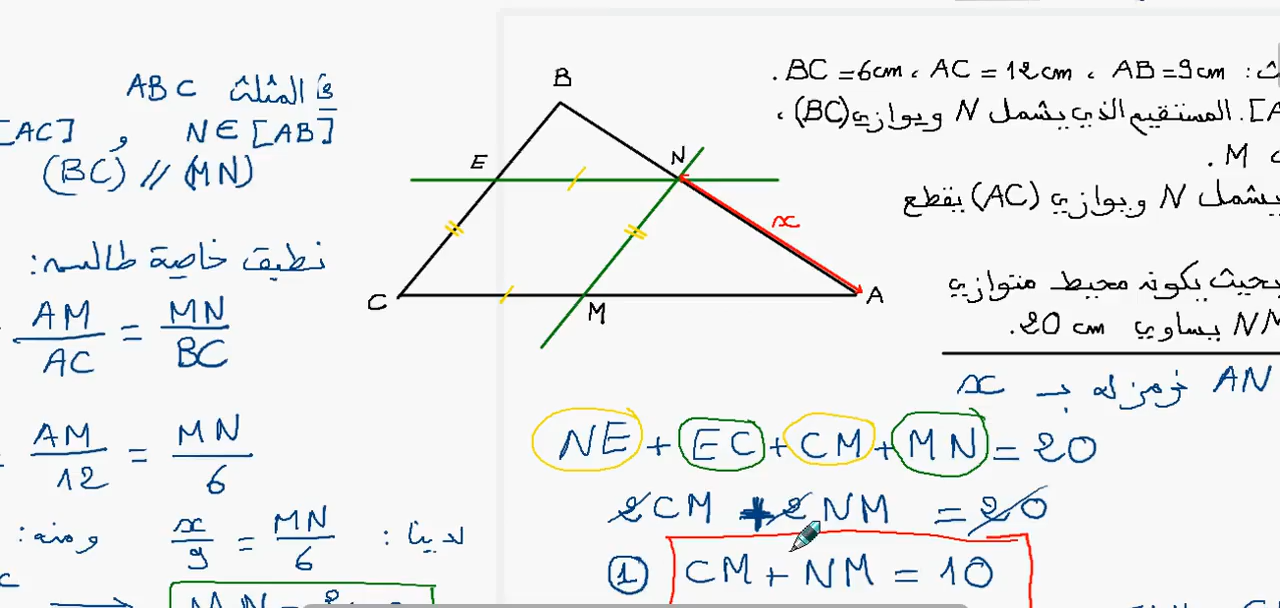 BC = 6cm ، AC = 12cm ، AB = 9cm :
المستقيم الذي يشمل N ويوازي (BC) ،
M .
يشمل N ويوازي (AC) يقطع
بحيث يكون محيط متوازي
NM يساوي 20 cm .
AN نرمز له بـ x
NE + EC + CM + MN = 20
2CM + 2NM = 20
① CM + NM = 10
B
E
N
x
C
M
A
في المثلث ABC
N ∈ [AB] و [AC]
(BC) // (MN)
نطبق خاصة طالس :
AM/AC = MN/BC
AM/12 = MN/6
لدينا : x/9 = MN/6 ومنه :